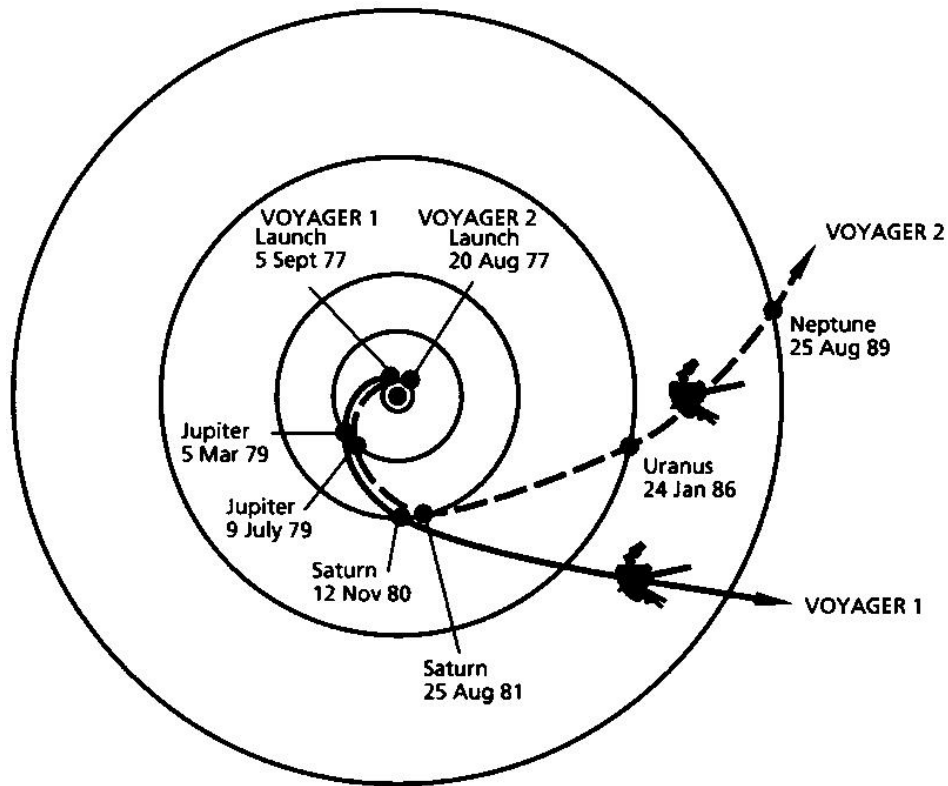 VOYAGER 1
Launch
5 Sept 77
VOYAGER 2
Launch
20 Aug 77
VOYAGER 2
Neptune
25 Aug 89
Jupiter
5 Mar 79
Uranus
24 Jan 86
Jupiter
9 July 79
Saturn
12 Nov 80
VOYAGER 1
Saturn
25 Aug 81